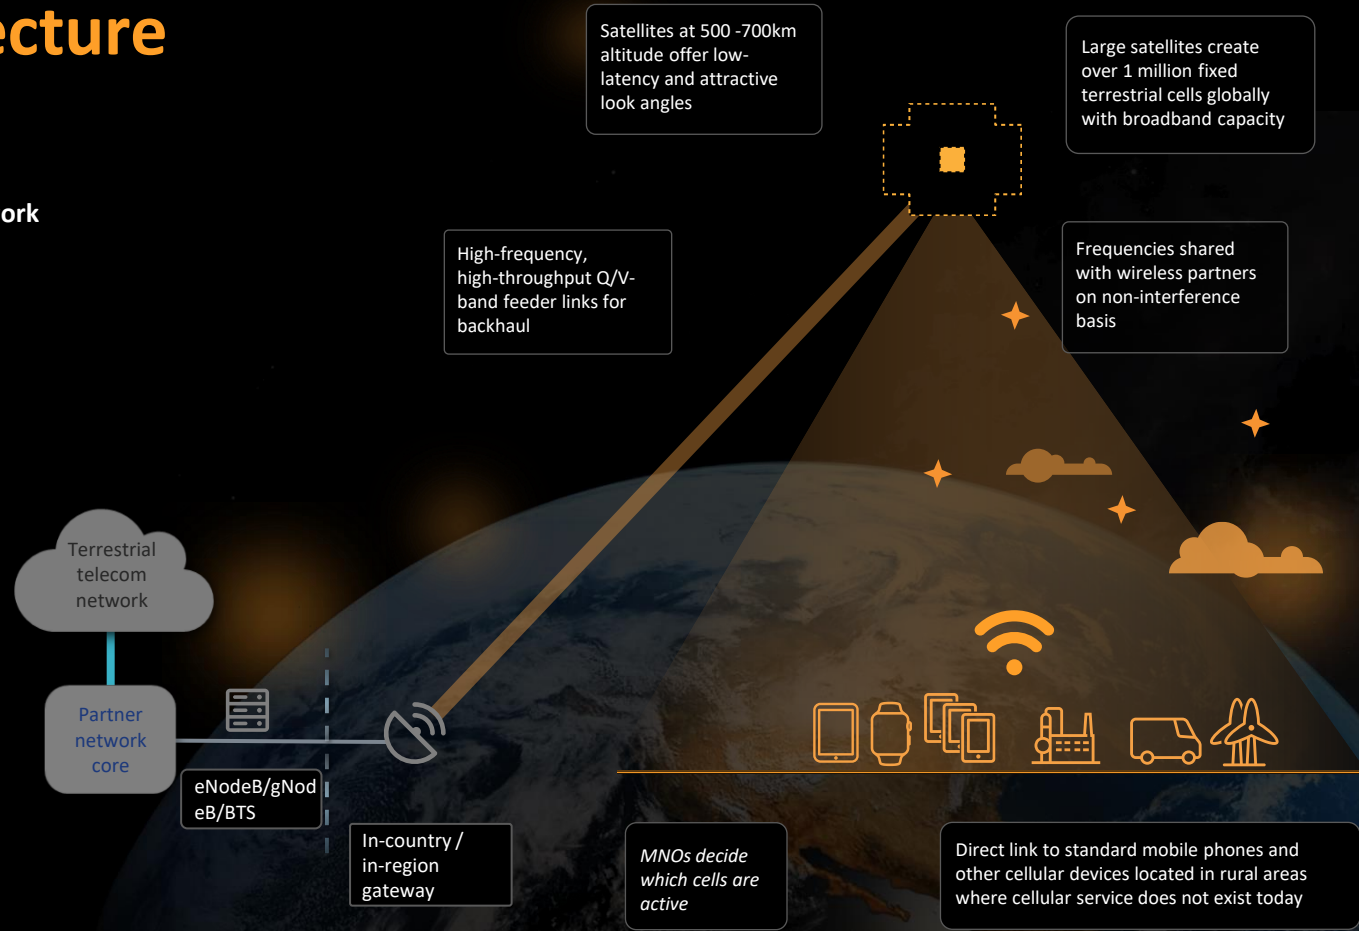 ecture
ork
Satellites at 500 -700km
altitude offer low-
latency and attractive
look angles
Large satellites create
over 1 million fixed
terrestrial cells globally
with broadband capacity
High-frequency,
high-throughput Q/V-
band feeder links for
backhaul
Frequencies shared
with wireless partners
on non-interference
basis
Terrestrial
telecom
network
Partner
network
core
eNodeB/gNod
eB/BTS
In-country /
in-region
gateway
MNOs decide
which cells are
active
Direct link to standard mobile phones and
other cellular devices located in rural areas
where cellular service does not exist today